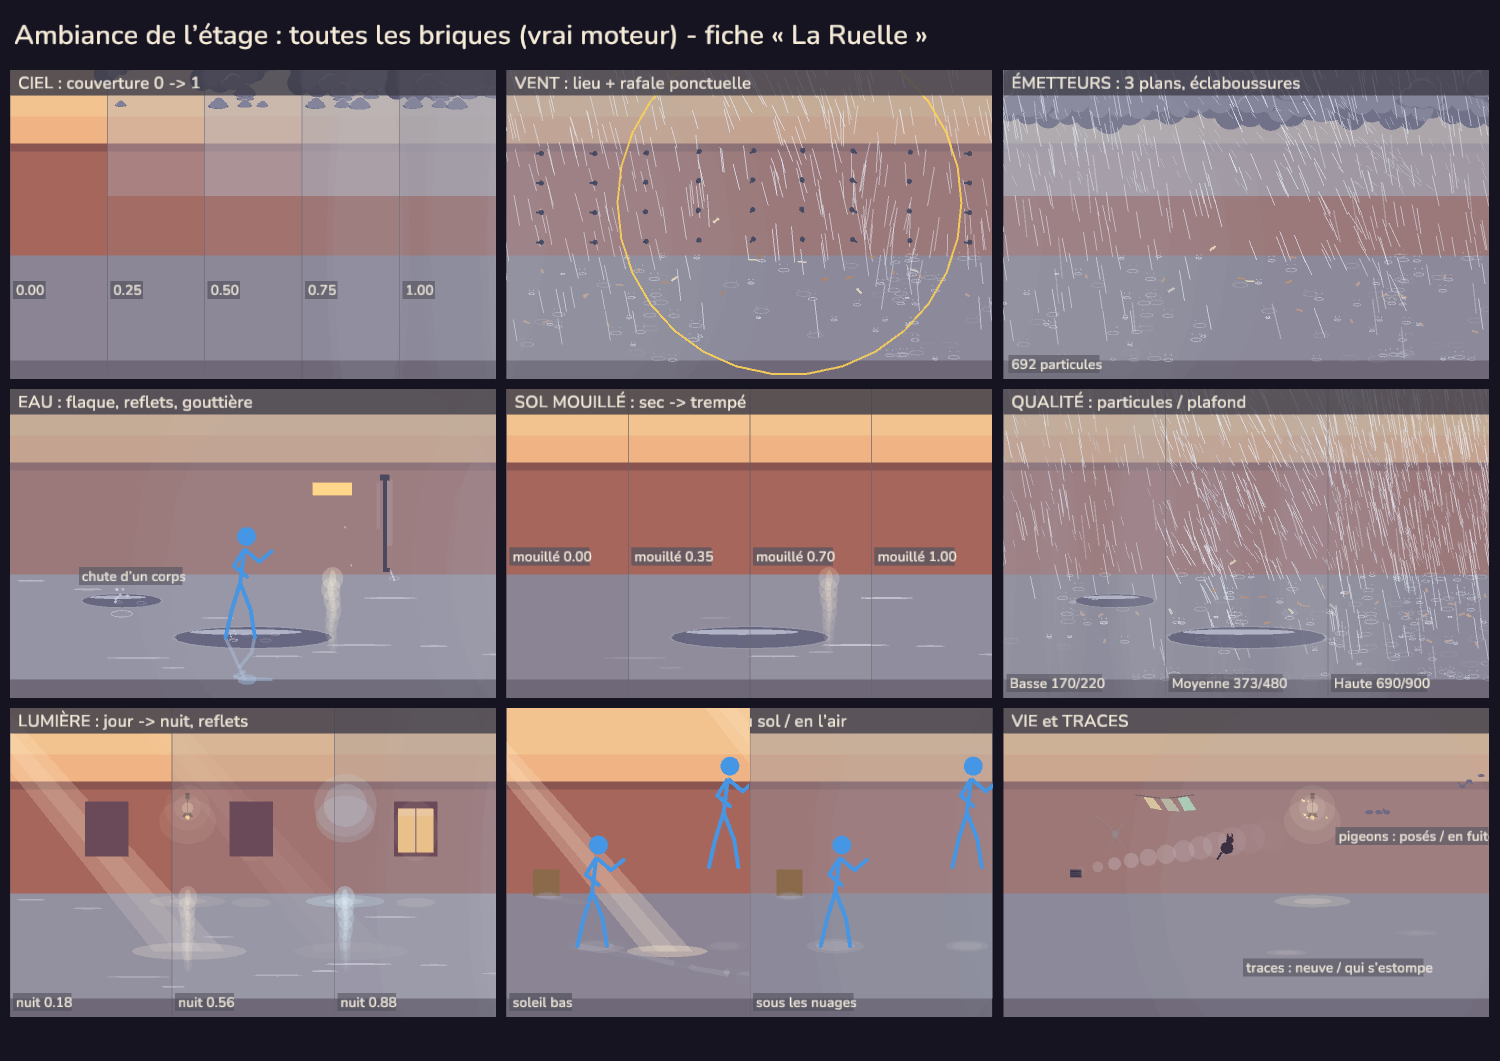 Ambiance de l’étage : toutes les briques (vrai moteur) - fiche « La Ruelle »
CIEL : couverture 0 -> 1
0.00
0.25
0.50
0.75
1.00
VENT : lieu + rafale ponctuelle
ÉMETTEURS : 3 plans, éclaboussures
692 particules
EAU : flaque, reflets, gouttière
chute d’un corps
SOL MOUILLÉ : sec -> trempé
mouillé 0.00
mouillé 0.35
mouillé 0.70
mouillé 1.00
QUALITÉ : particules / plafond
Basse 170/220
Moyenne 373/480
Haute 690/900
LUMIÈRE : jour -> nuit, reflets
nuit 0.18
nuit 0.56
nuit 0.88
sol / en l’air
soleil bas
sous les nuages
VIE et TRACES
pigeons : posés / en fuit
traces : neuve / qui s’estompe